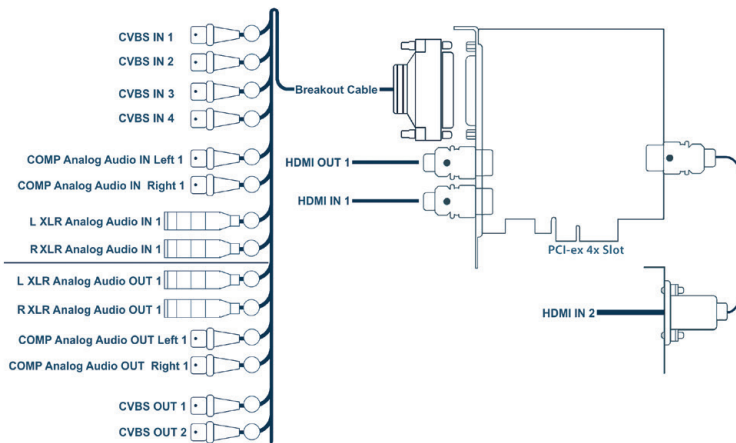 CVBS IN 1
CVBS IN 2
CVBS IN 3
CVBS IN 4
COMP Analog Audio IN Left 1
COMP Analog Audio IN Right 1
L XLR Analog Audio IN 1
R XLR Analog Audio IN 1
L XLR Analog Audio OUT 1
R XLR Analog Audio OUT 1
COMP Analog Audio OUT Left 1
COMP Analog Audio OUT Right 1
CVBS OUT 1
CVBS OUT 2
Breakout Cable
HDMI OUT 1
HDMI IN 1
PCI-ex 4x Slot
HDMI IN 2